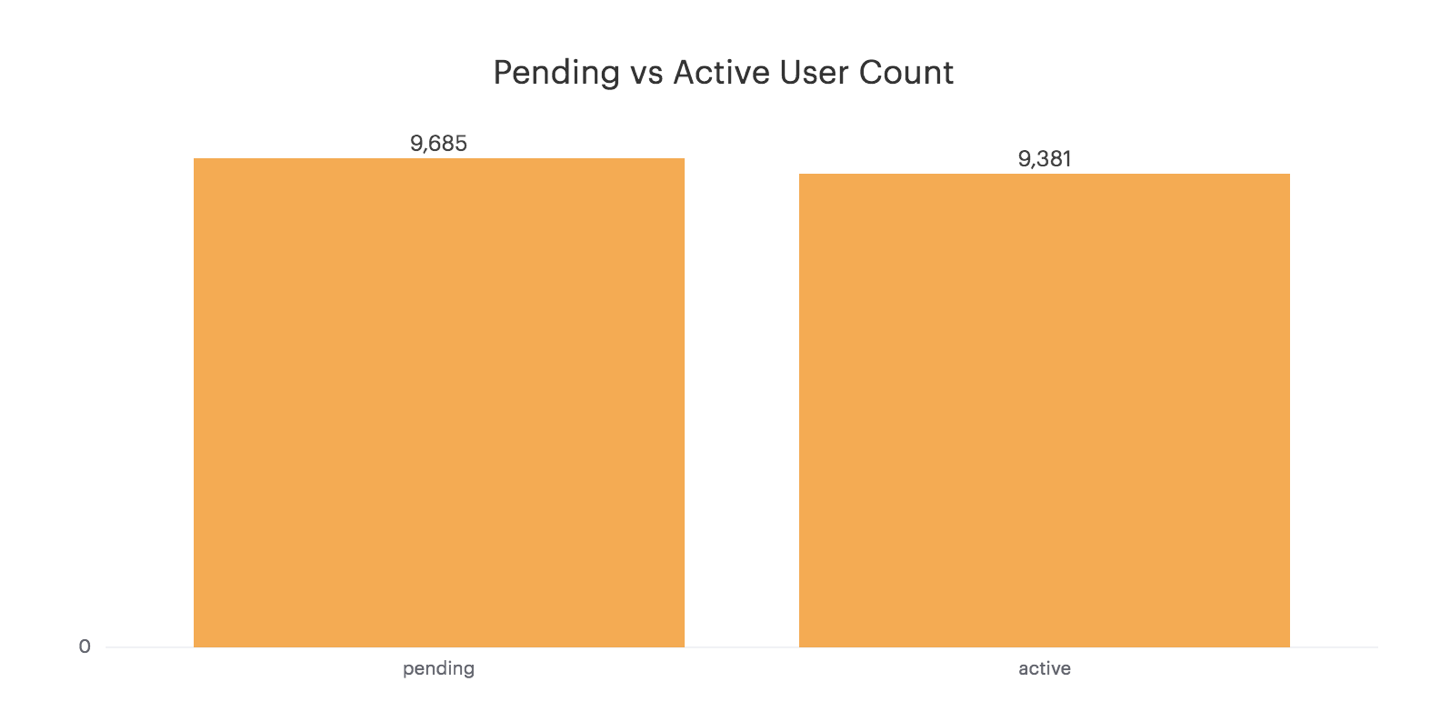 Pending vs Active User Count
9,685
9,381
0
pending
active